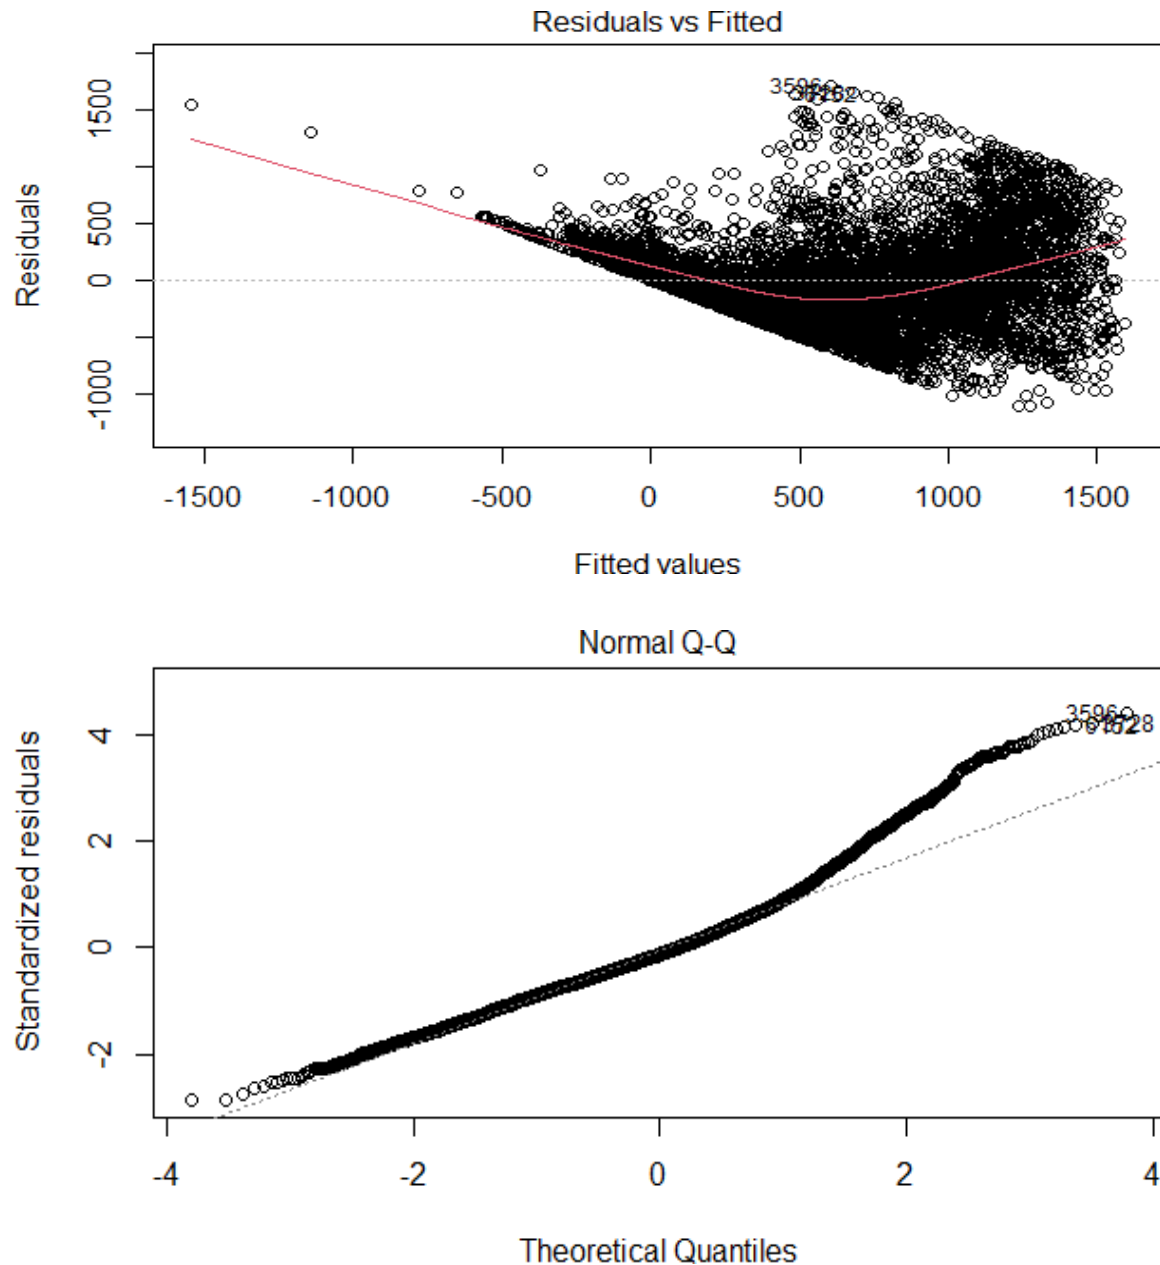 Residuals vs Fitted
Residuals
1500
500
0
-1000
3596
-1500 -1000 -500 0 500 1000 1500
Fitted values
Normal Q-Q
Standardized residuals
4
2
0
-2
3596
-4 -2 0 2 4
Theoretical Quantiles